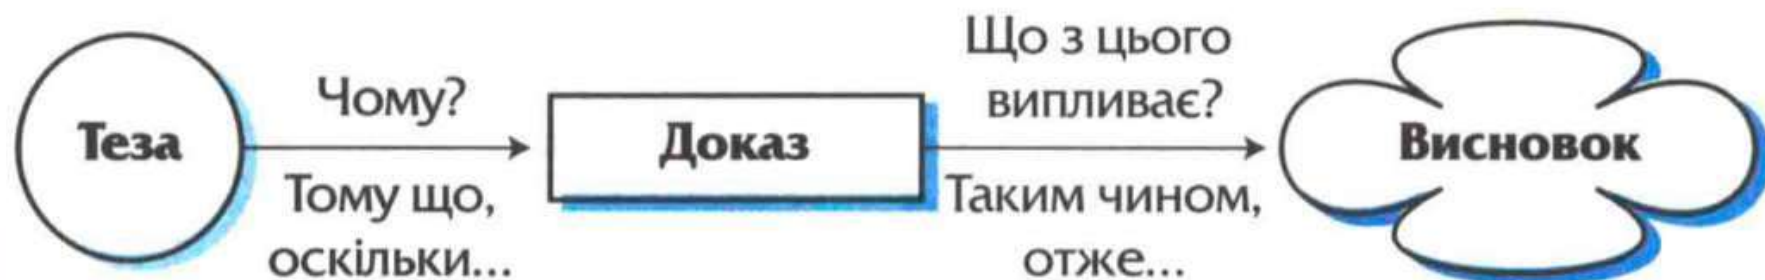 Теза
Чому?
Тому що,
оскільки...
Доказ
Що з цього
випливає?
Таким чином,
отже...
Висновок